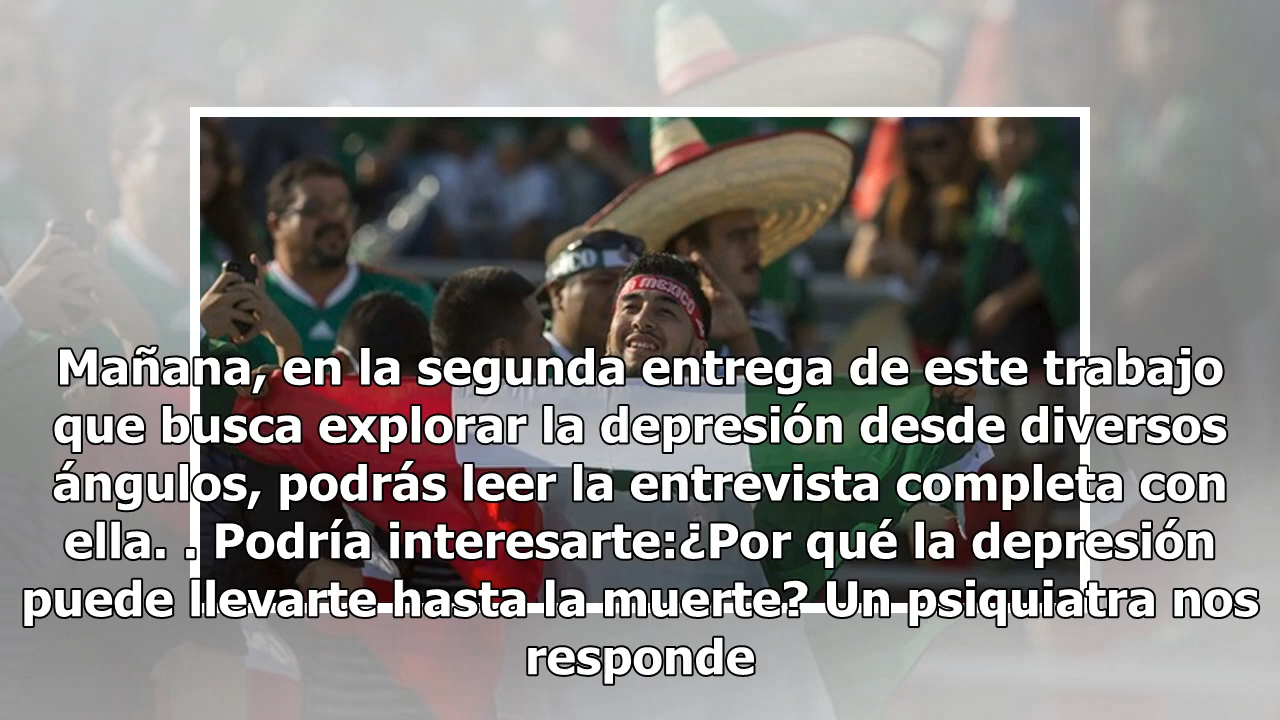 CO
MEXICO
Mañana, en la segunda entrega de este trabajo
que busca explorar la depresión desde diversos
ángulos, podrás leer la entrevista completa con
ella. . Podría interesarte:¿Por qué la depresión
puede llevarte hasta la muerte? Un psiquiatra nos
responde